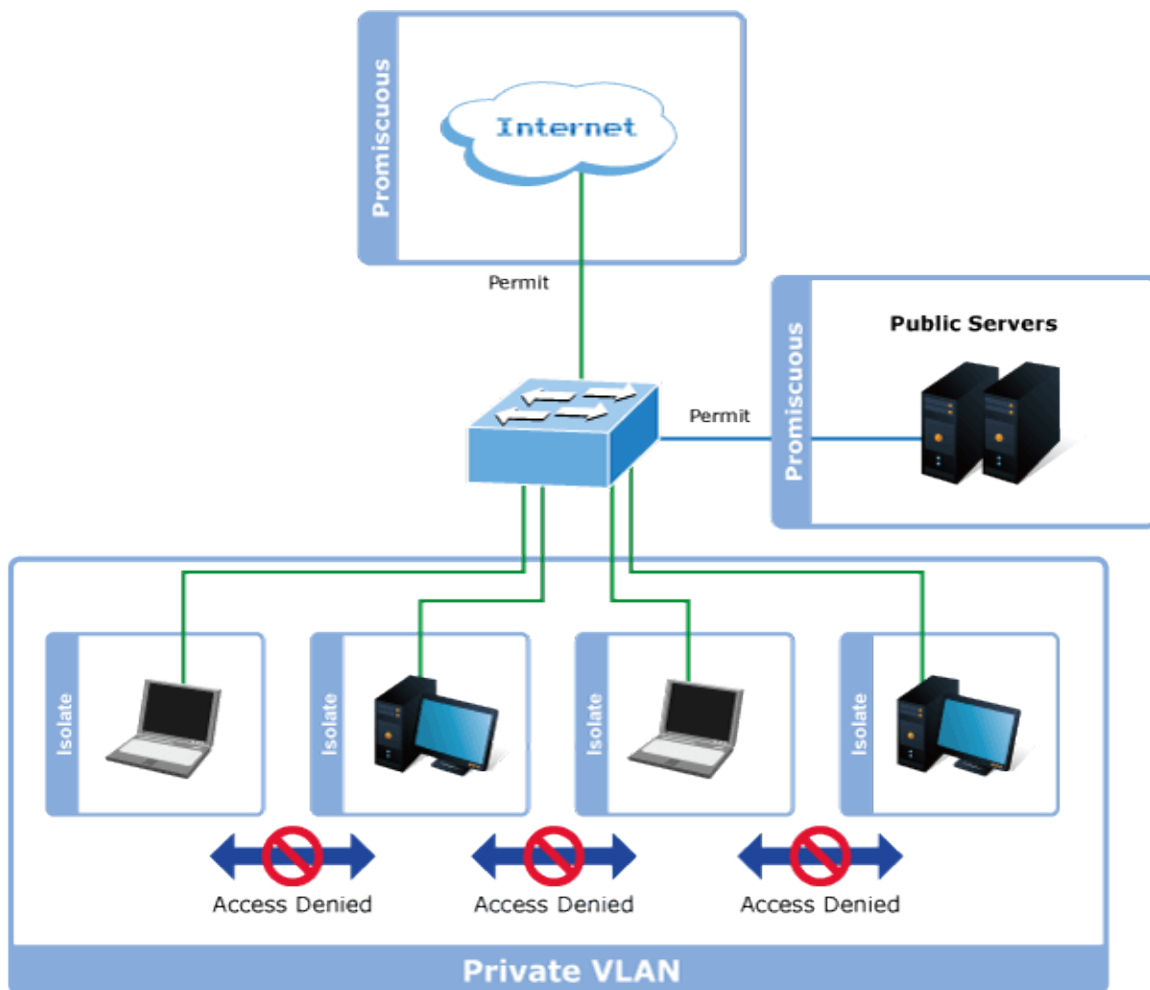 Promiscuous
Internet
Permit
Promiscuous
Public Servers
Permit
Isolate
Isolate
Isolate
Isolate
Access Denied
Access Denied
Access Denied
Private VLAN